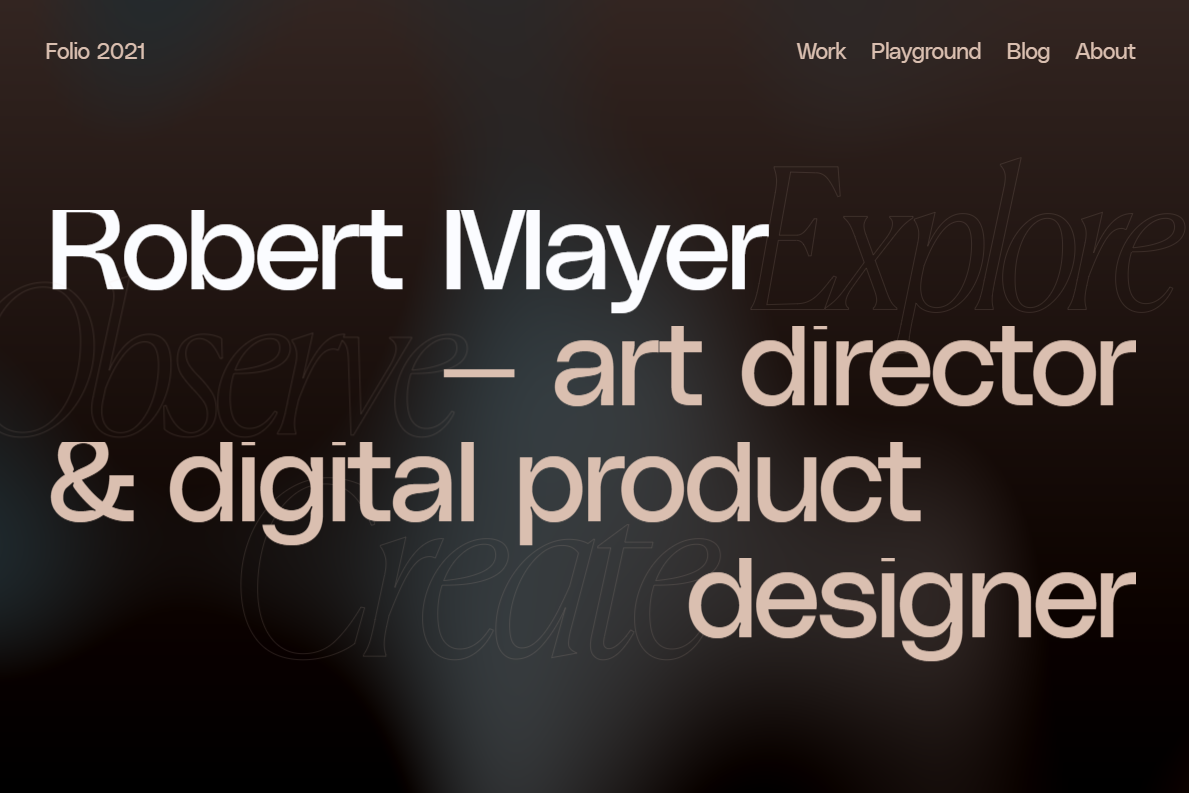 Folio 2021
Work Playground Blog About
Explore
Robert Mayer
Observe
— art director
& digital product
Create
designer